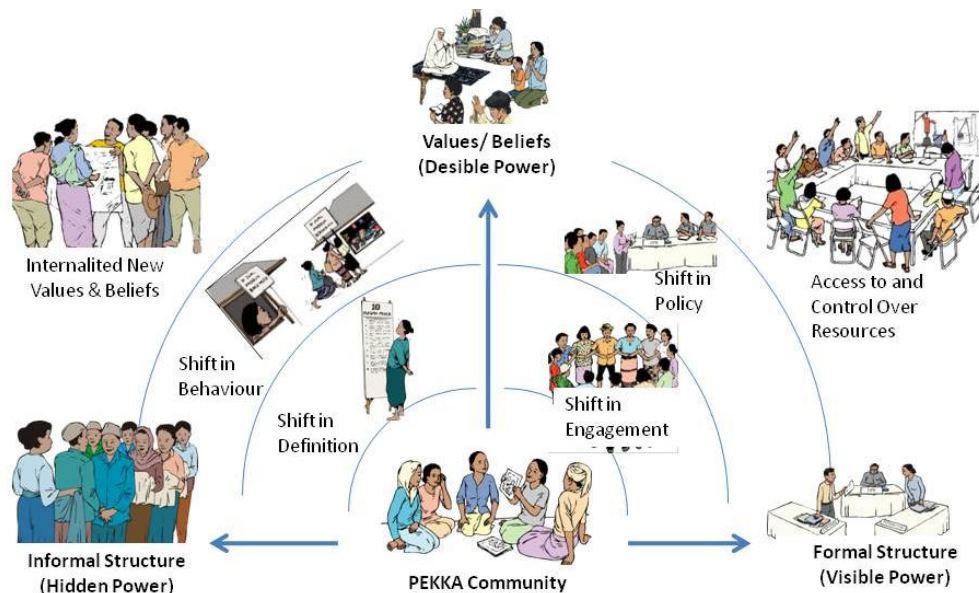 Values/ Beliefs
(Desible Power)
Internalited New
Values & Beliefs
Access to and
Control Over
Resources
Shift in
Policy
Shift in
Behaviour
Shift in
Definition
Shift in
Engagement
Informal Structure
(Hidden Power)
PEKKA Community
Formal Structure
(Visible Power)